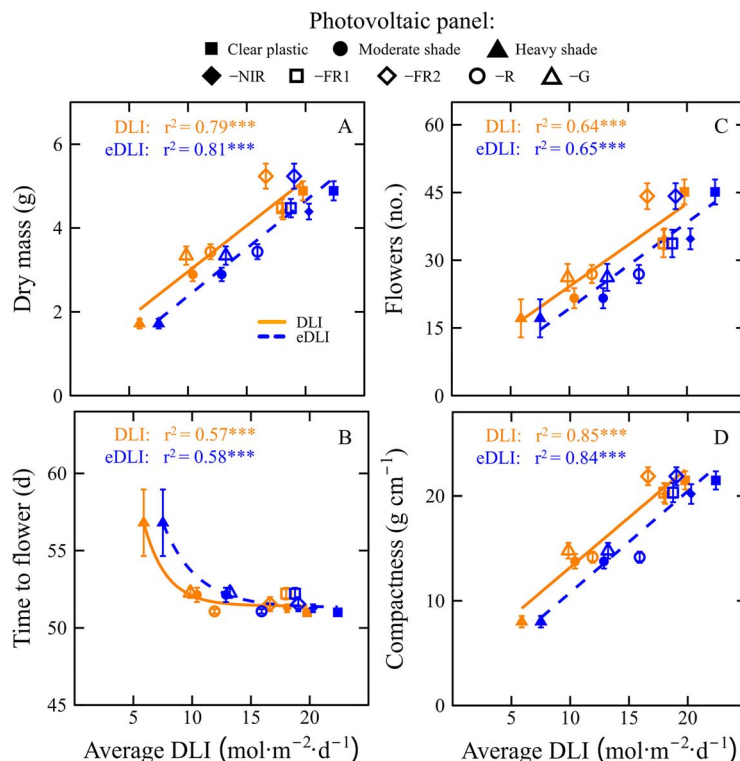 Photovoltaic panel:
Clear plastic Moderate shade Heavy shade
−NIR −FR1 −FR2 −R −G
DLI: r² = 0.79***
eDLI: r² = 0.81***
A
Dry mass (g)
6
4
2
0
DLI
eDLI
DLI: r² = 0.64***
eDLI: r² = 0.65***
C
Flowers (no.)
60
45
30
15
0
DLI: r² = 0.57***
eDLI: r² = 0.58***
B
Time to flower (d)
60
55
50
45
5 10 15 20
Average DLI (mol·m⁻²·d⁻¹)
DLI: r² = 0.85***
eDLI: r² = 0.84***
D
Compactness (g cm⁻¹)
24
16
8
0
5 10 15 20
Average DLI (mol·m⁻²·d⁻¹)